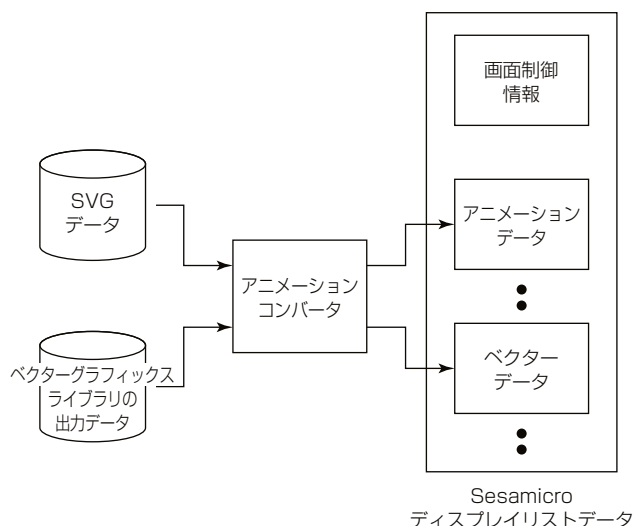 画面制御
情報
SVG
データ
アニメーション
データ
アニメーション
コンバータ
ベクターグラフィックス
ライブラリの
出力データ
ベクター
データ
Sesamicro
ディスプレイリストデータ